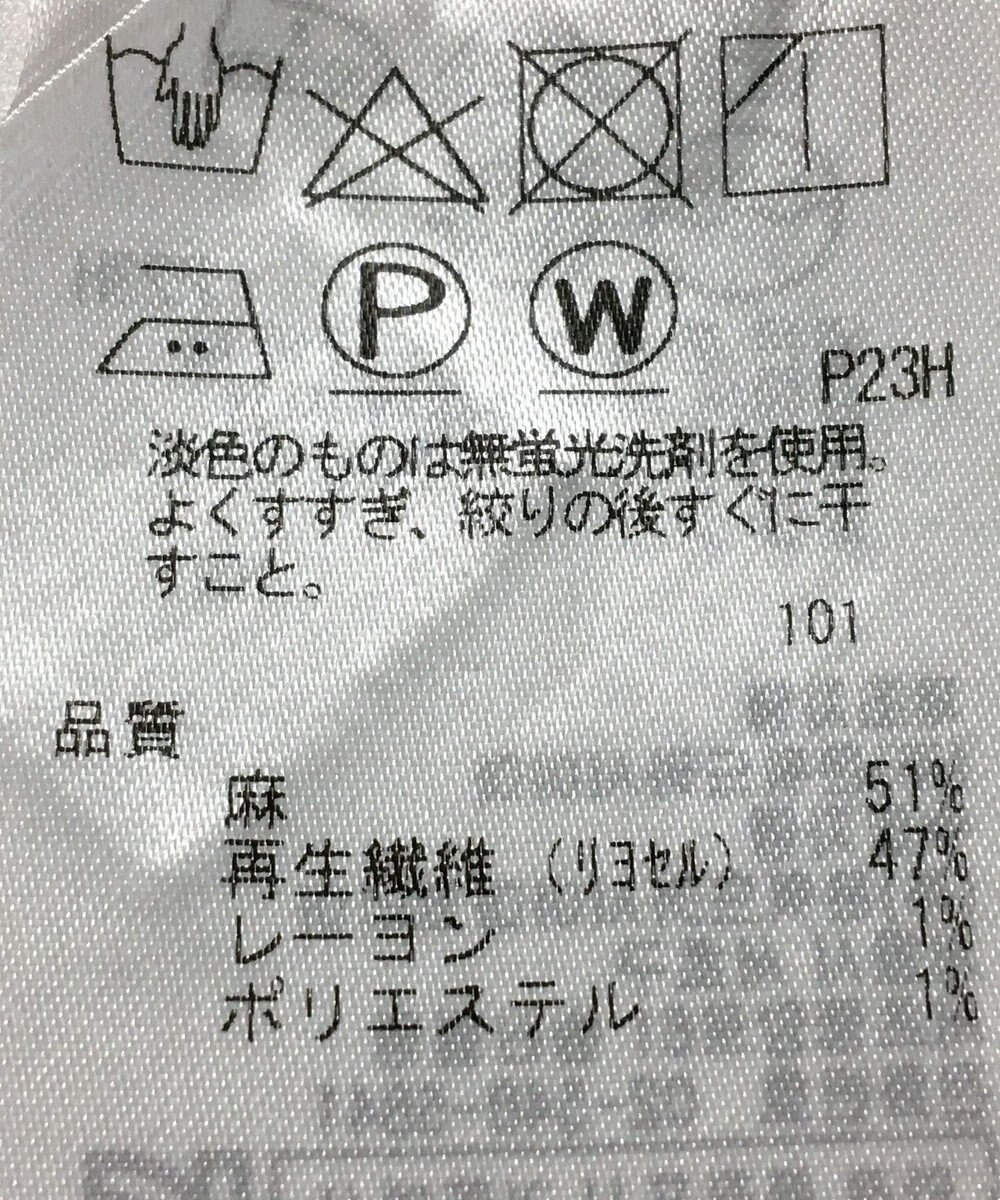 P W
P23H
淡色のものは無蛍光洗剤を使用。
よくすすぎ、絞りの後すぐに干
すこと。
101
品質
麻 51%
再生繊維（リヨセル） 47%
レーヨン 1%
ポリエステル 1%